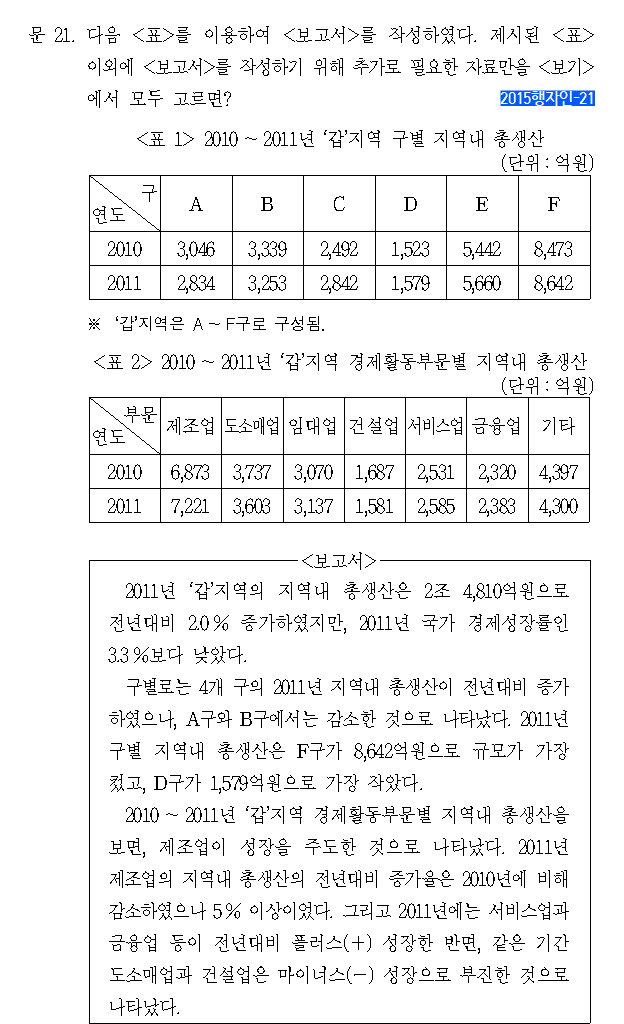 문 21. 다음 <표>를 이용하여 <보고서>를 작성하였다. 제시된 <표>
이외에 <보고서>를 작성하기 위해 추가로 필요한 자료만을 <보기>
에서 모두 고르면?
2015행자인-21
<표 1> 2010 ~ 2011년 ‘갑’지역 구별 지역내 총생산
(단위 : 억원)
구 연도 A B C D E F
2010 3,046 3,339 2,492 1,523 5,442 8,473
2011 2,834 3,253 2,842 1,579 5,660 8,642
※ ‘갑’지역은 A ~ F구로 구성됨.
<표 2> 2010 ~ 2011년 ‘갑’지역 경제활동부문별 지역내 총생산
(단위 : 억원)
부문 연도 제조업 도소매업 임대업 건설업 서비스업 금융업 기타
2010 6,873 3,737 3,070 1,687 2,531 2,320 4,397
2011 7,221 3,603 3,137 1,581 2,585 2,383 4,300
<보고서>
2011년 ‘갑’지역의 지역내 총생산은 2조 4,810억원으로
전년대비 2.0 % 증가하였지만, 2011년 국가 경제성장률인
3.3 %보다 낮았다.
구별로는 4개 구의 2011년 지역내 총생산이 전년대비 증가
하였으나, A구와 B구에서는 감소한 것으로 나타났다. 2011년
구별 지역내 총생산은 F구가 8,642억원으로 규모가 가장
컸고, D구가 1,579억원으로 가장 작았다.
2010 ~ 2011년 ‘갑’지역 경제활동부문별 지역내 총생산을
보면, 제조업이 성장을 주도한 것으로 나타났다. 2011년
제조업의 지역내 총생산의 전년대비 증가율은 2010년에 비해
감소하였으나 5 % 이상이었다. 그리고 2011년에는 서비스업과
금융업 등이 전년대비 플러스(+) 성장한 반면, 같은 기간
도소매업과 건설업은 마이너스(-) 성장으로 부진한 것으로
나타났다.